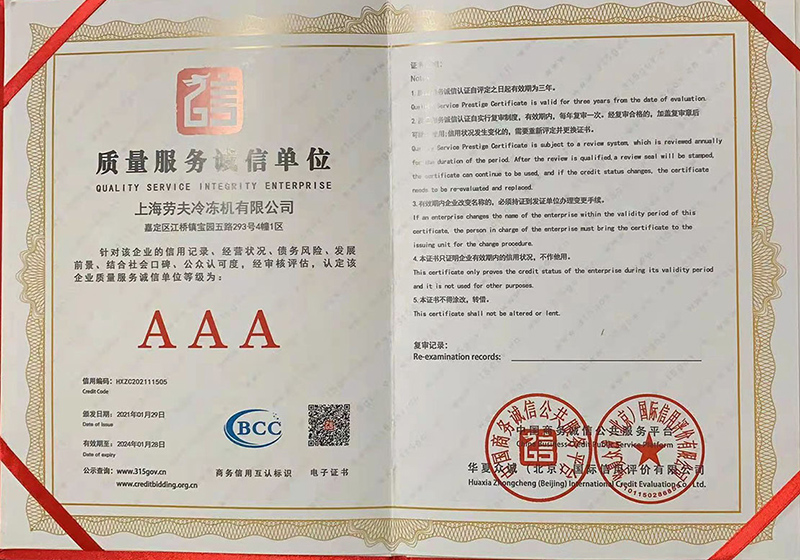 质量服务诚信单位
QUALITY SERVICE INTEGRITY ENTERPRISE
上海劳夫冷冻机有限公司
嘉定区江桥镇宝园五路293号4幢1区
针对该企业的信用记录、经营状况、债务风险、发展
前景、结合社会口碑、公众认可度，经审核评估，认定该
企业质量服务诚信单位等级为：
AAA
信用编码：HXZC202111505
Credit Code
颁发日期：2021年01月29日
Date of Issue
有效期至：2024年01月28日
Date of expiry
公示查询：www.315gov.cn
www.creditbidding.org.cn
BCC
商务信用互认标识
电子证书
1. 务诚信认证自评定之日起有效期为三年。
Service Prestige Certificate is valid for three years from the date of evaluation.
2. 务诚信认证自实行复审制度，有效期内，每年复审一次。经复审合格的，加盖复审章后
使用;信用状况发生变化的，需要重新评定并更换证书。
Service Prestige Certificate is subject to a review system, which is reviewed annually
for the duration of the period. After the review is qualified, a review seal will be stamped,
the certificate can continue to be used, and if the credit status changes, the certificate
needs to be re-evaluated and replaced.
3. 有效期内企业改变名称的，必须持证到发证单位办理变更手续。
If an enterprise changes the name of the enterprise within the validity period of this
certificate, the person in charge of the enterprise must bring the certificate to the
issuing unit for the change procedure.
4. 本证书只证明企业有效期内的信用状况，不作他用。
This certificate only proves the credit status of the enterprise during its validity period
and it is not used for other purposes.
5. 本证书不得涂改，转借。
This certificate shall not be altered or lent.
/
复审记录：
Re-examination records:
中国商务诚信公共服务平台
Business Credit Public Service Platform
华夏众诚（北京）国际信用评价有限公司
Huaxia Zhongcheng (Beijing) International Credit Evaluation Co., Ltd.